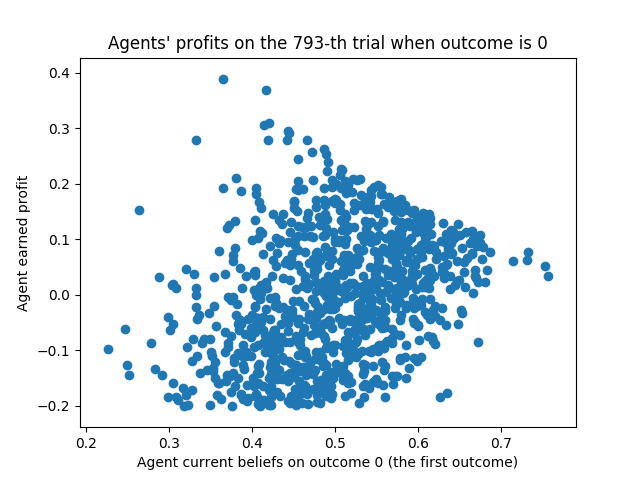 Agents' profits on the 793-th trial when outcome is 0
0.4
0.3
0.2
0.1
0.0
−0.1
−0.2
Agent earned profit
0.2 0.3 0.4 0.5 0.6 0.7
Agent current beliefs on outcome 0 (the first outcome)